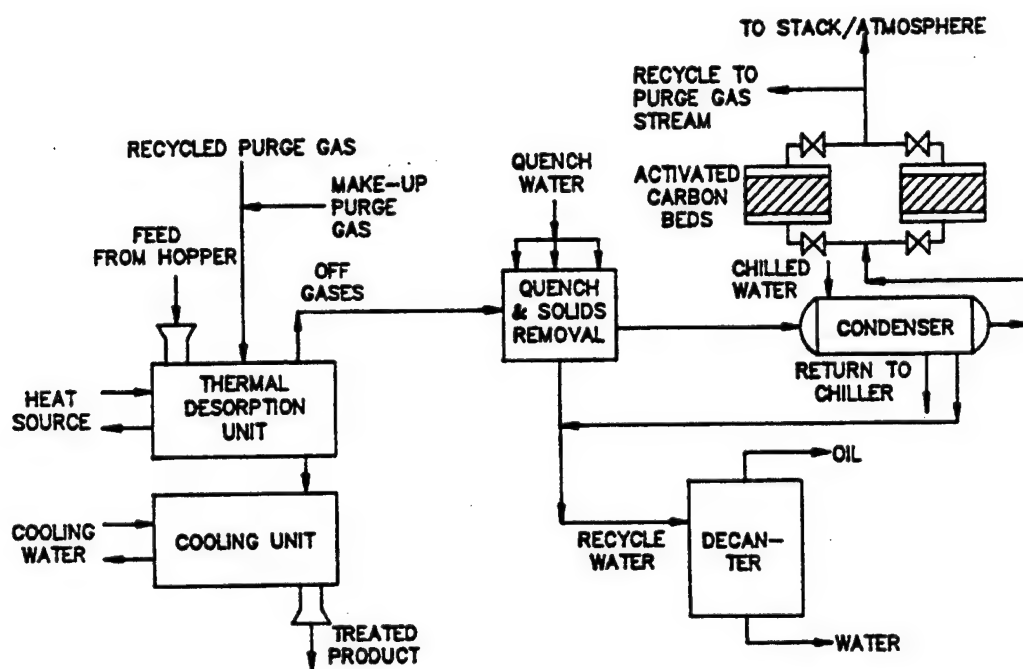 TO STACK/ATMOSPHERE
RECYCLE TO
PURGE GAS
STREAM
RECYCLED PURGE GAS
MAKE-UP
PURGE
GAS
QUENCH
WATER
ACTIVATED
CARBON
BEDS
FEED
FROM HOPPER
OFF
GASES
CHILLED
WATER
QUENCH
& SOLIDS
REMOVAL
CONDENSER
THERMAL
DESORPTION
UNIT
HEAT
SOURCE
RETURN TO
CHILLER
OIL
COOLING
WATER
COOLING UNIT
RECYCLE
WATER
DECAN-
TER
TREATED
PRODUCT
WATER